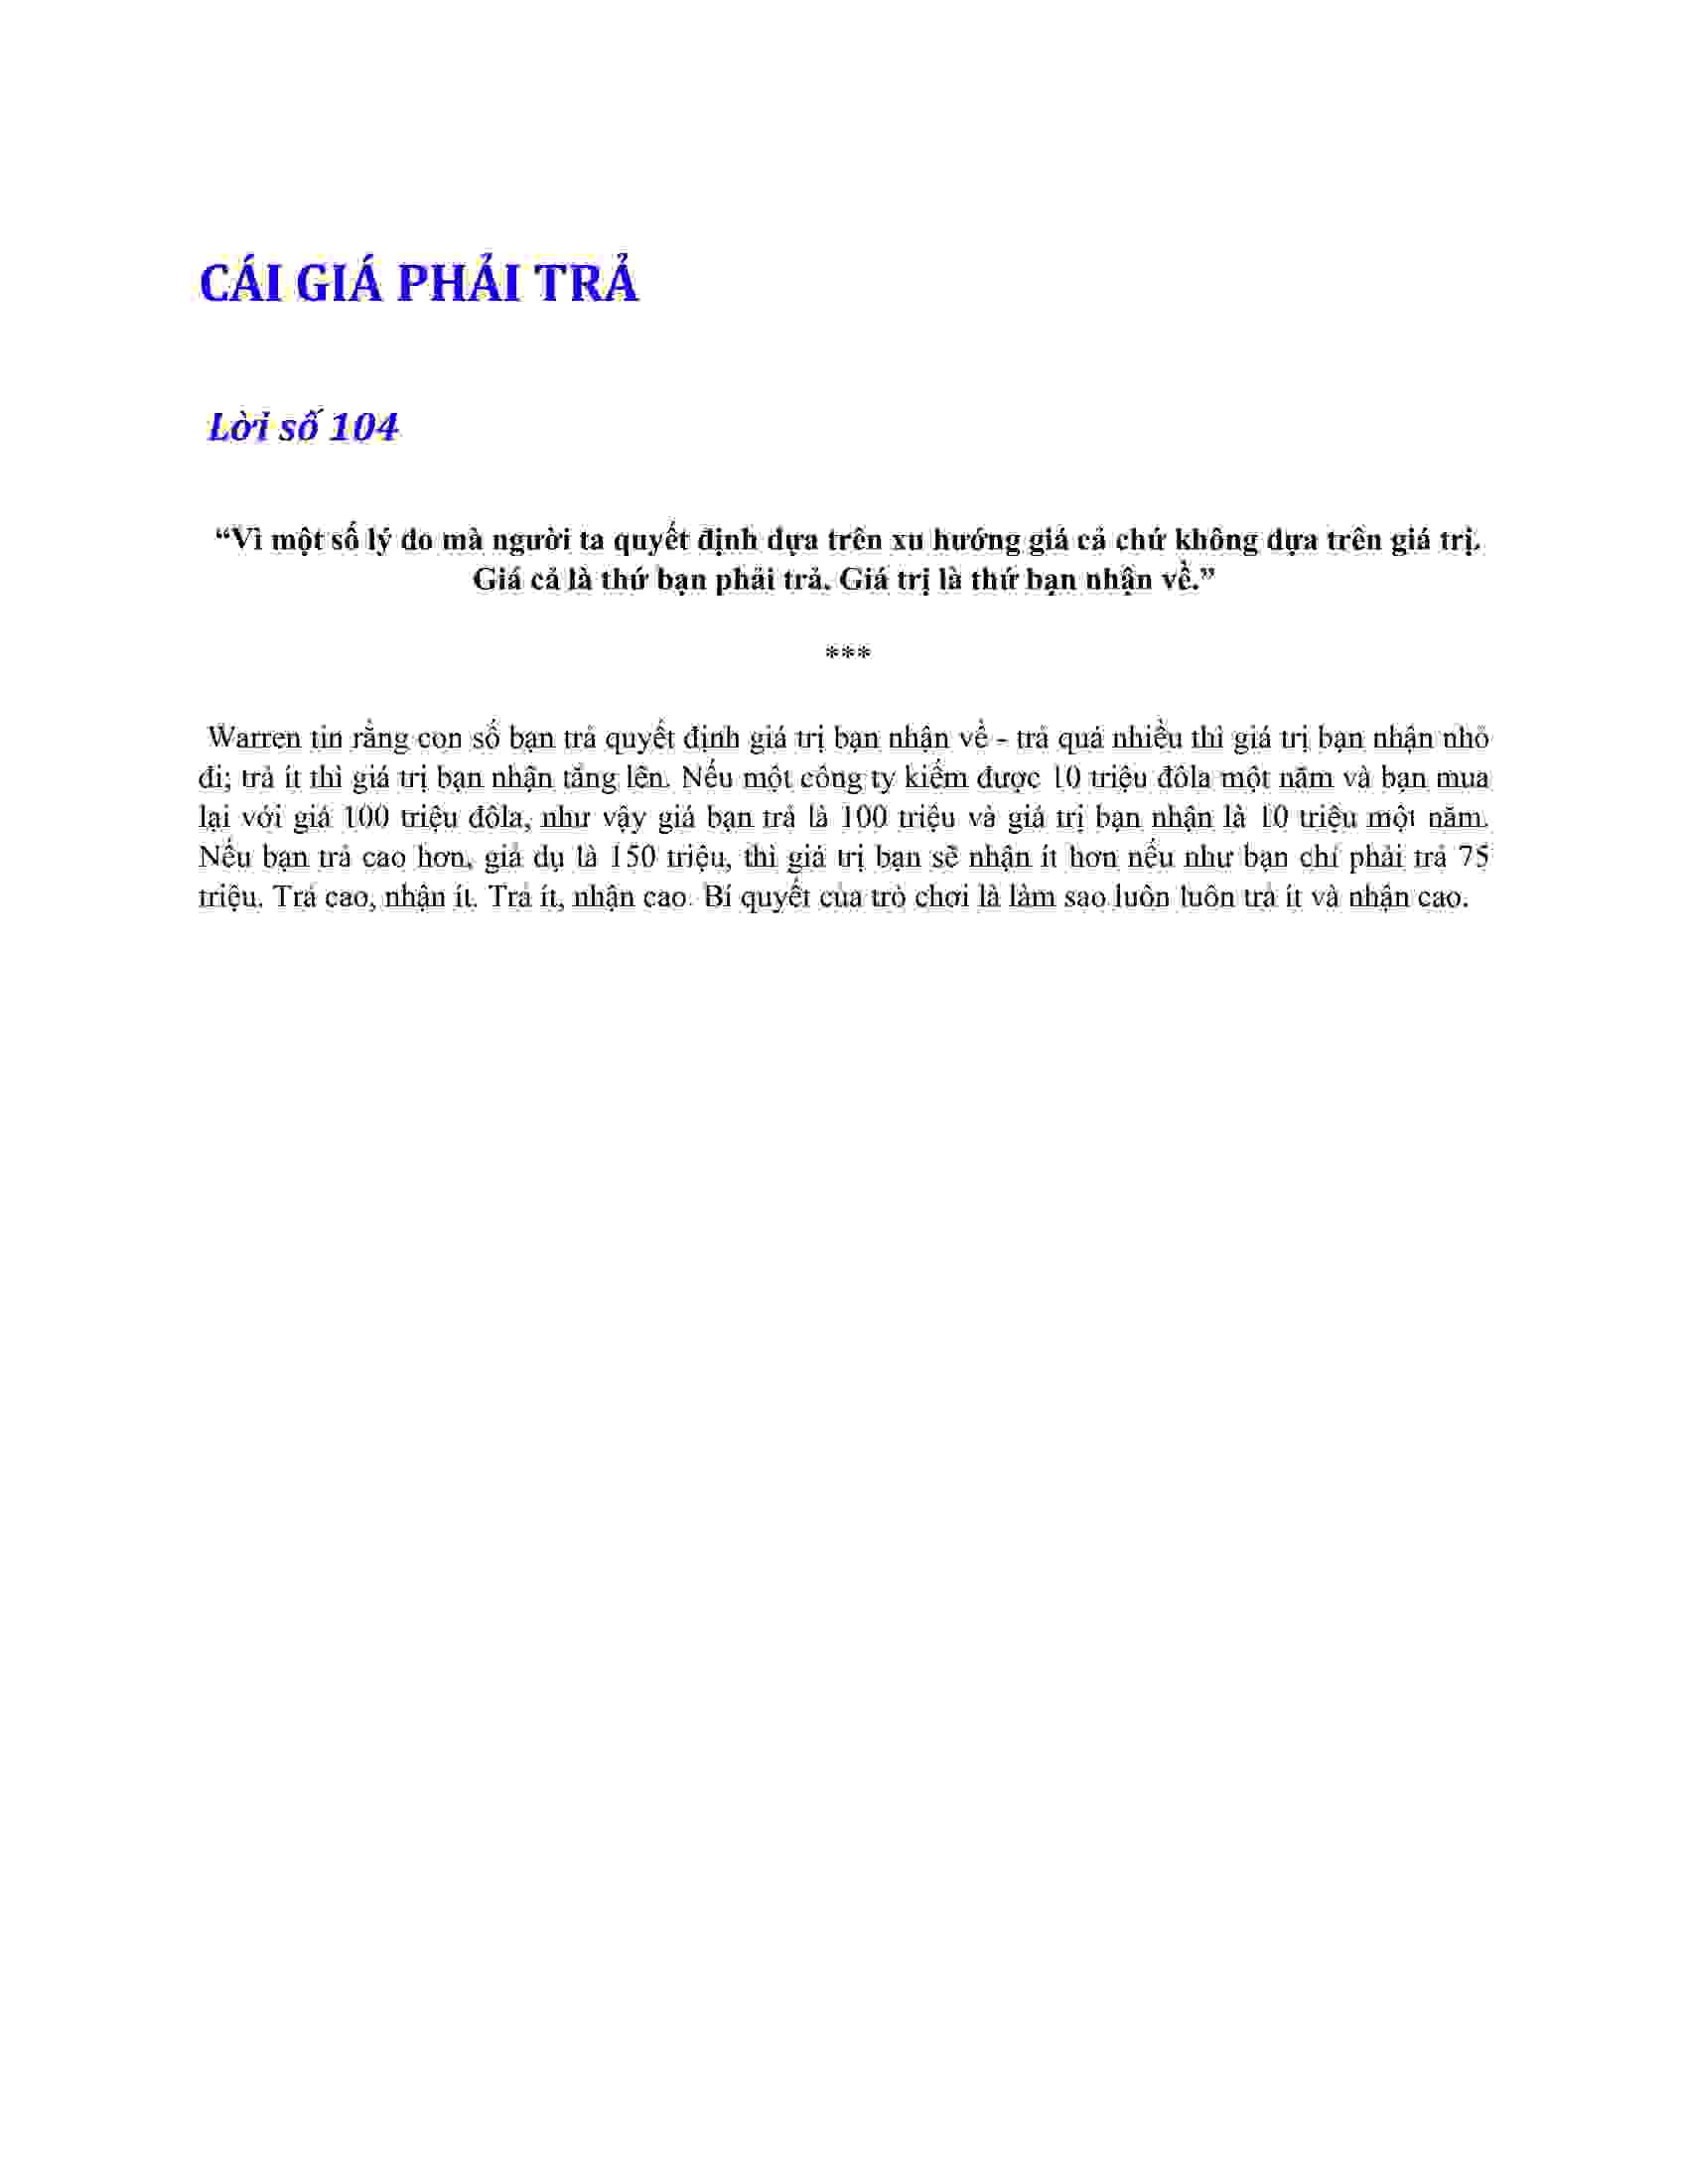 CÁI GIÁ PHẢI TRẢ
Lời số 104
“Vì một số lý do mà người ta quyết định dựa trên xu hướng giá cả chứ không dựa trên giá trị.
Giá cả là thứ bạn phải trả. Giá trị là thứ bạn nhận về.”
***
Warren tin rằng con số bạn trả quyết định giá trị bạn nhận về - trả quá nhiều thì giá trị bạn nhận nhỏ
đi; trả ít thì giá trị bạn nhận tăng lên. Nếu một công ty kiếm được 10 triệu đôla một năm và bạn mua
lại với giá 100 triệu đôla, như vậy giá bạn trả là 100 triệu và giá trị bạn nhận là 10 triệu một năm.
Nếu bạn trả cao hơn, giả dụ là 150 triệu, thì giá trị bạn sẽ nhận ít hơn nếu như bạn chỉ phải trả 75
triệu. Trả cao, nhận ít. Trả ít, nhận cao. Bí quyết của trò chơi là làm sao luôn luôn trả ít và nhận cao.